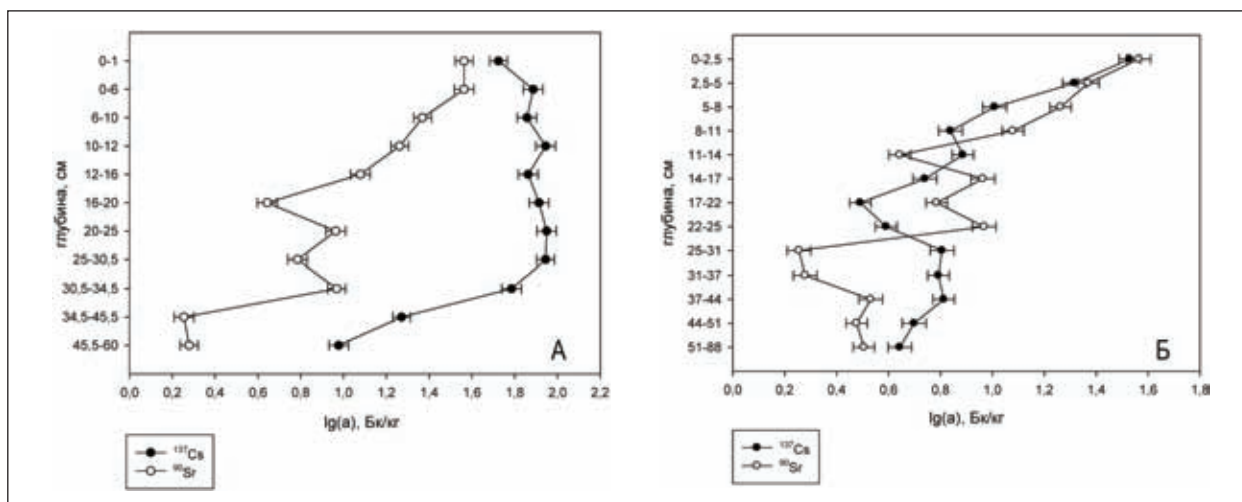 глубина, см
0-1
0-6
6-10
10-12
12-16
16-20
20-25
25-30,5
30,5-34,5
34,5-45,5
45,5-60
А
0,0 0,2 0,4 0,6 0,8 1,0 1,2 1,4 1,6 1,8 2,0 2,2
lg(a), Бк/кг
¹³⁷Cs
⁹⁰Sr
глубина, см
0-2,5
2,5-5
5-8
8-11
11-14
14-17
17-22
22-25
25-31
31-37
37-44
44-51
51-88
Б
0,0 0,2 0,4 0,6 0,8 1,0 1,2 1,4 1,6 1,8
lg(a), Бк/кг
¹³⁷Cs
⁹⁰Sr